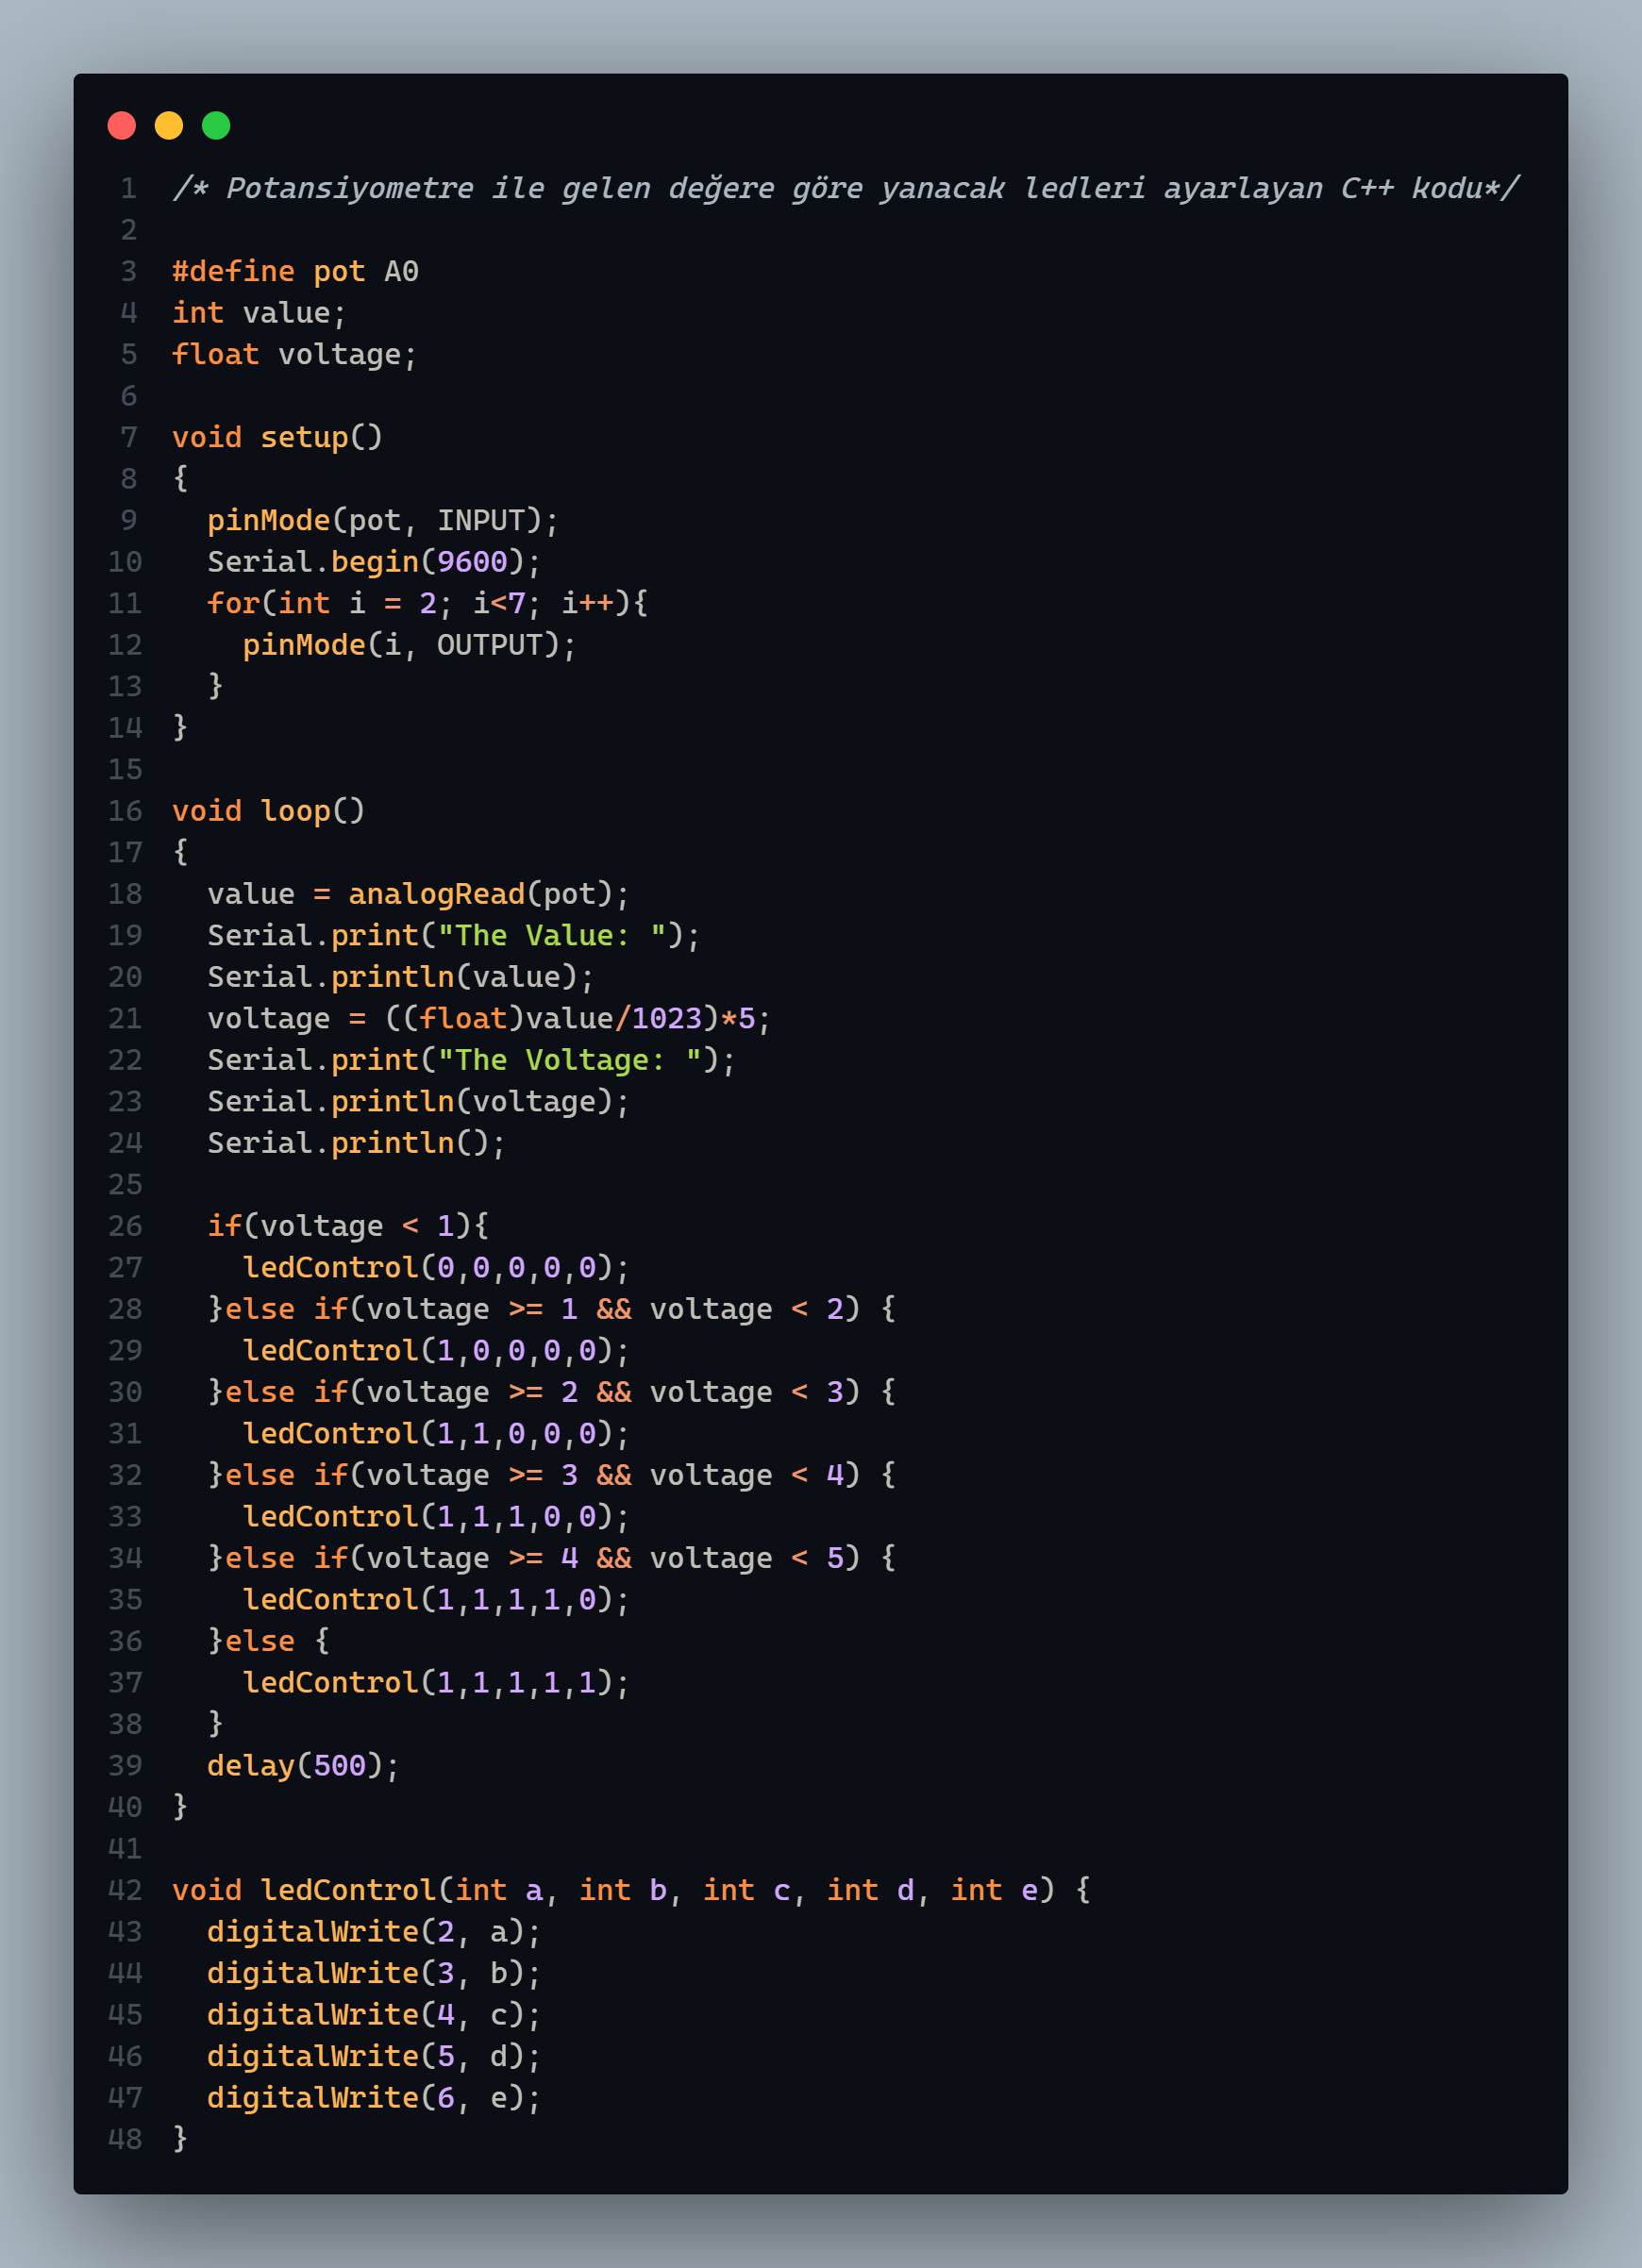 1 /* Potansiyometre ile gelen değere göre yanacak ledleri ayarlayan C++ kodu*/
2
3 #define pot A0
4 int value;
5 float voltage;
6
7 void setup()
8 {
9   pinMode(pot, INPUT);
10   Serial.begin(9600);
11   for(int i = 2; i<7; i++){
12     pinMode(i, OUTPUT);
13   }
14 }
15
16 void loop()
17 {
18   value = analogRead(pot);
19   Serial.print("The Value: ");
20   Serial.println(value);
21   voltage = ((float)value/1023)*5;
22   Serial.print("The Voltage: ");
23   Serial.println(voltage);
24   Serial.println();
25
26   if(voltage < 1){
27     ledControl(0,0,0,0,0);
28   }else if(voltage >= 1 && voltage < 2) {
29     ledControl(1,0,0,0,0);
30   }else if(voltage >= 2 && voltage < 3) {
31     ledControl(1,1,0,0,0);
32   }else if(voltage >= 3 && voltage < 4) {
33     ledControl(1,1,1,0,0);
34   }else if(voltage >= 4 && voltage < 5) {
35     ledControl(1,1,1,1,0);
36   }else {
37     ledControl(1,1,1,1,1);
38   }
39   delay(500);
40 }
41
42 void ledControl(int a, int b, int c, int d, int e) {
43   digitalWrite(2, a);
44   digitalWrite(3, b);
45   digitalWrite(4, c);
46   digitalWrite(5, d);
47   digitalWrite(6, e);
48 }